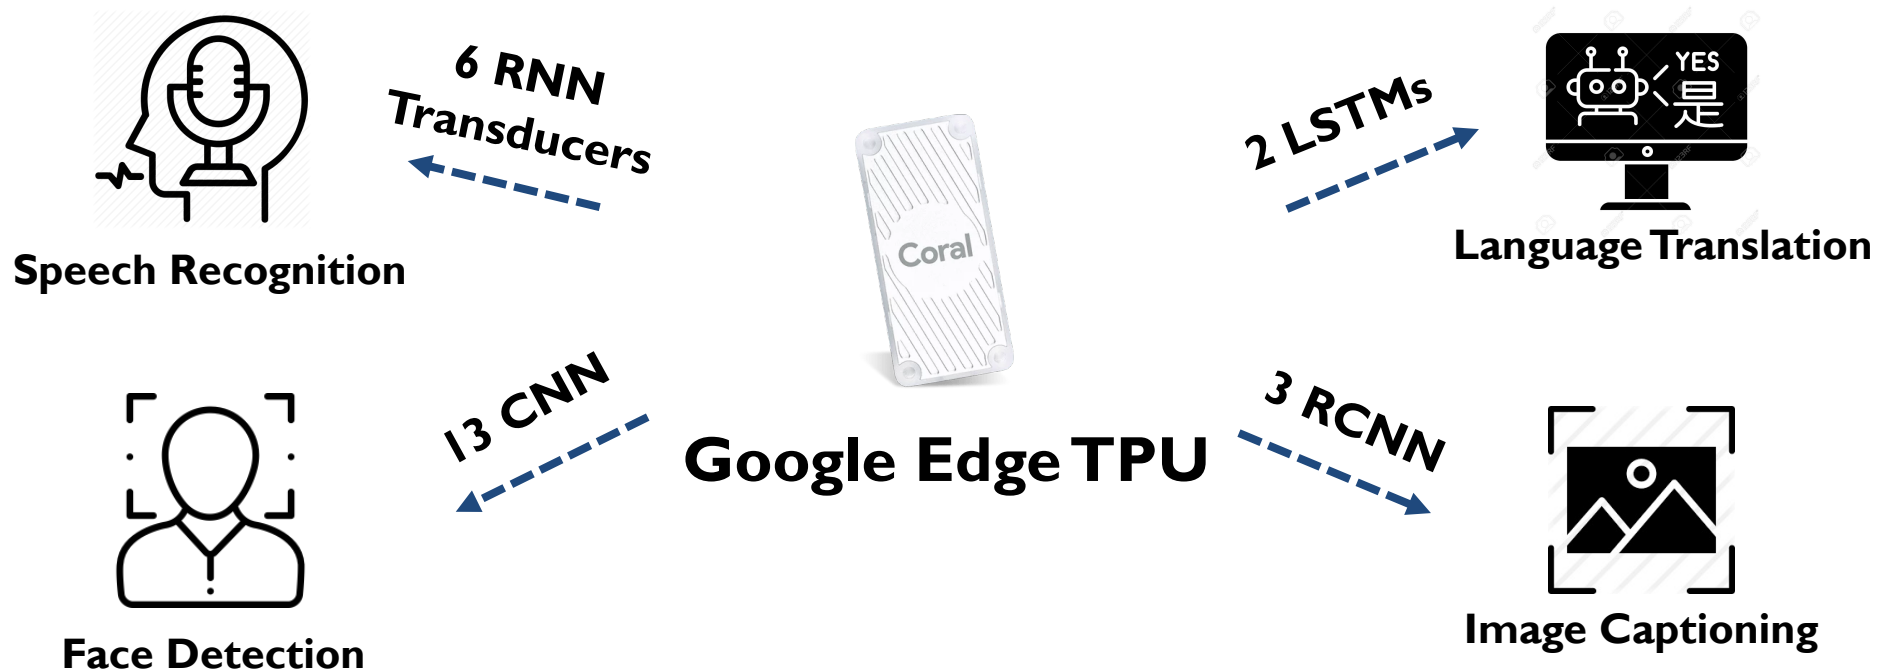 6 RNN
Transducers
Speech Recognition
2 LSTMs
YES
是
Language Translation
Coral
13 CNN
Face Detection
Google Edge TPU
3 RCNN
Image Captioning